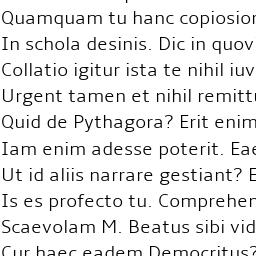 Quamquam tu hanc copiosior
In schola desinis. Dic in quov
Collatio igitur ista te nihil iuv
Urgent tamen et nihil remittu
Quid de Pythagora? Erit enim
Iam enim adesse poterit. Eae
Ut id aliis narrare gestiant? E
Is es profecto tu. Comprehen
Scaevolam M. Beatus sibi vid
Cur haec eadem Democritus?